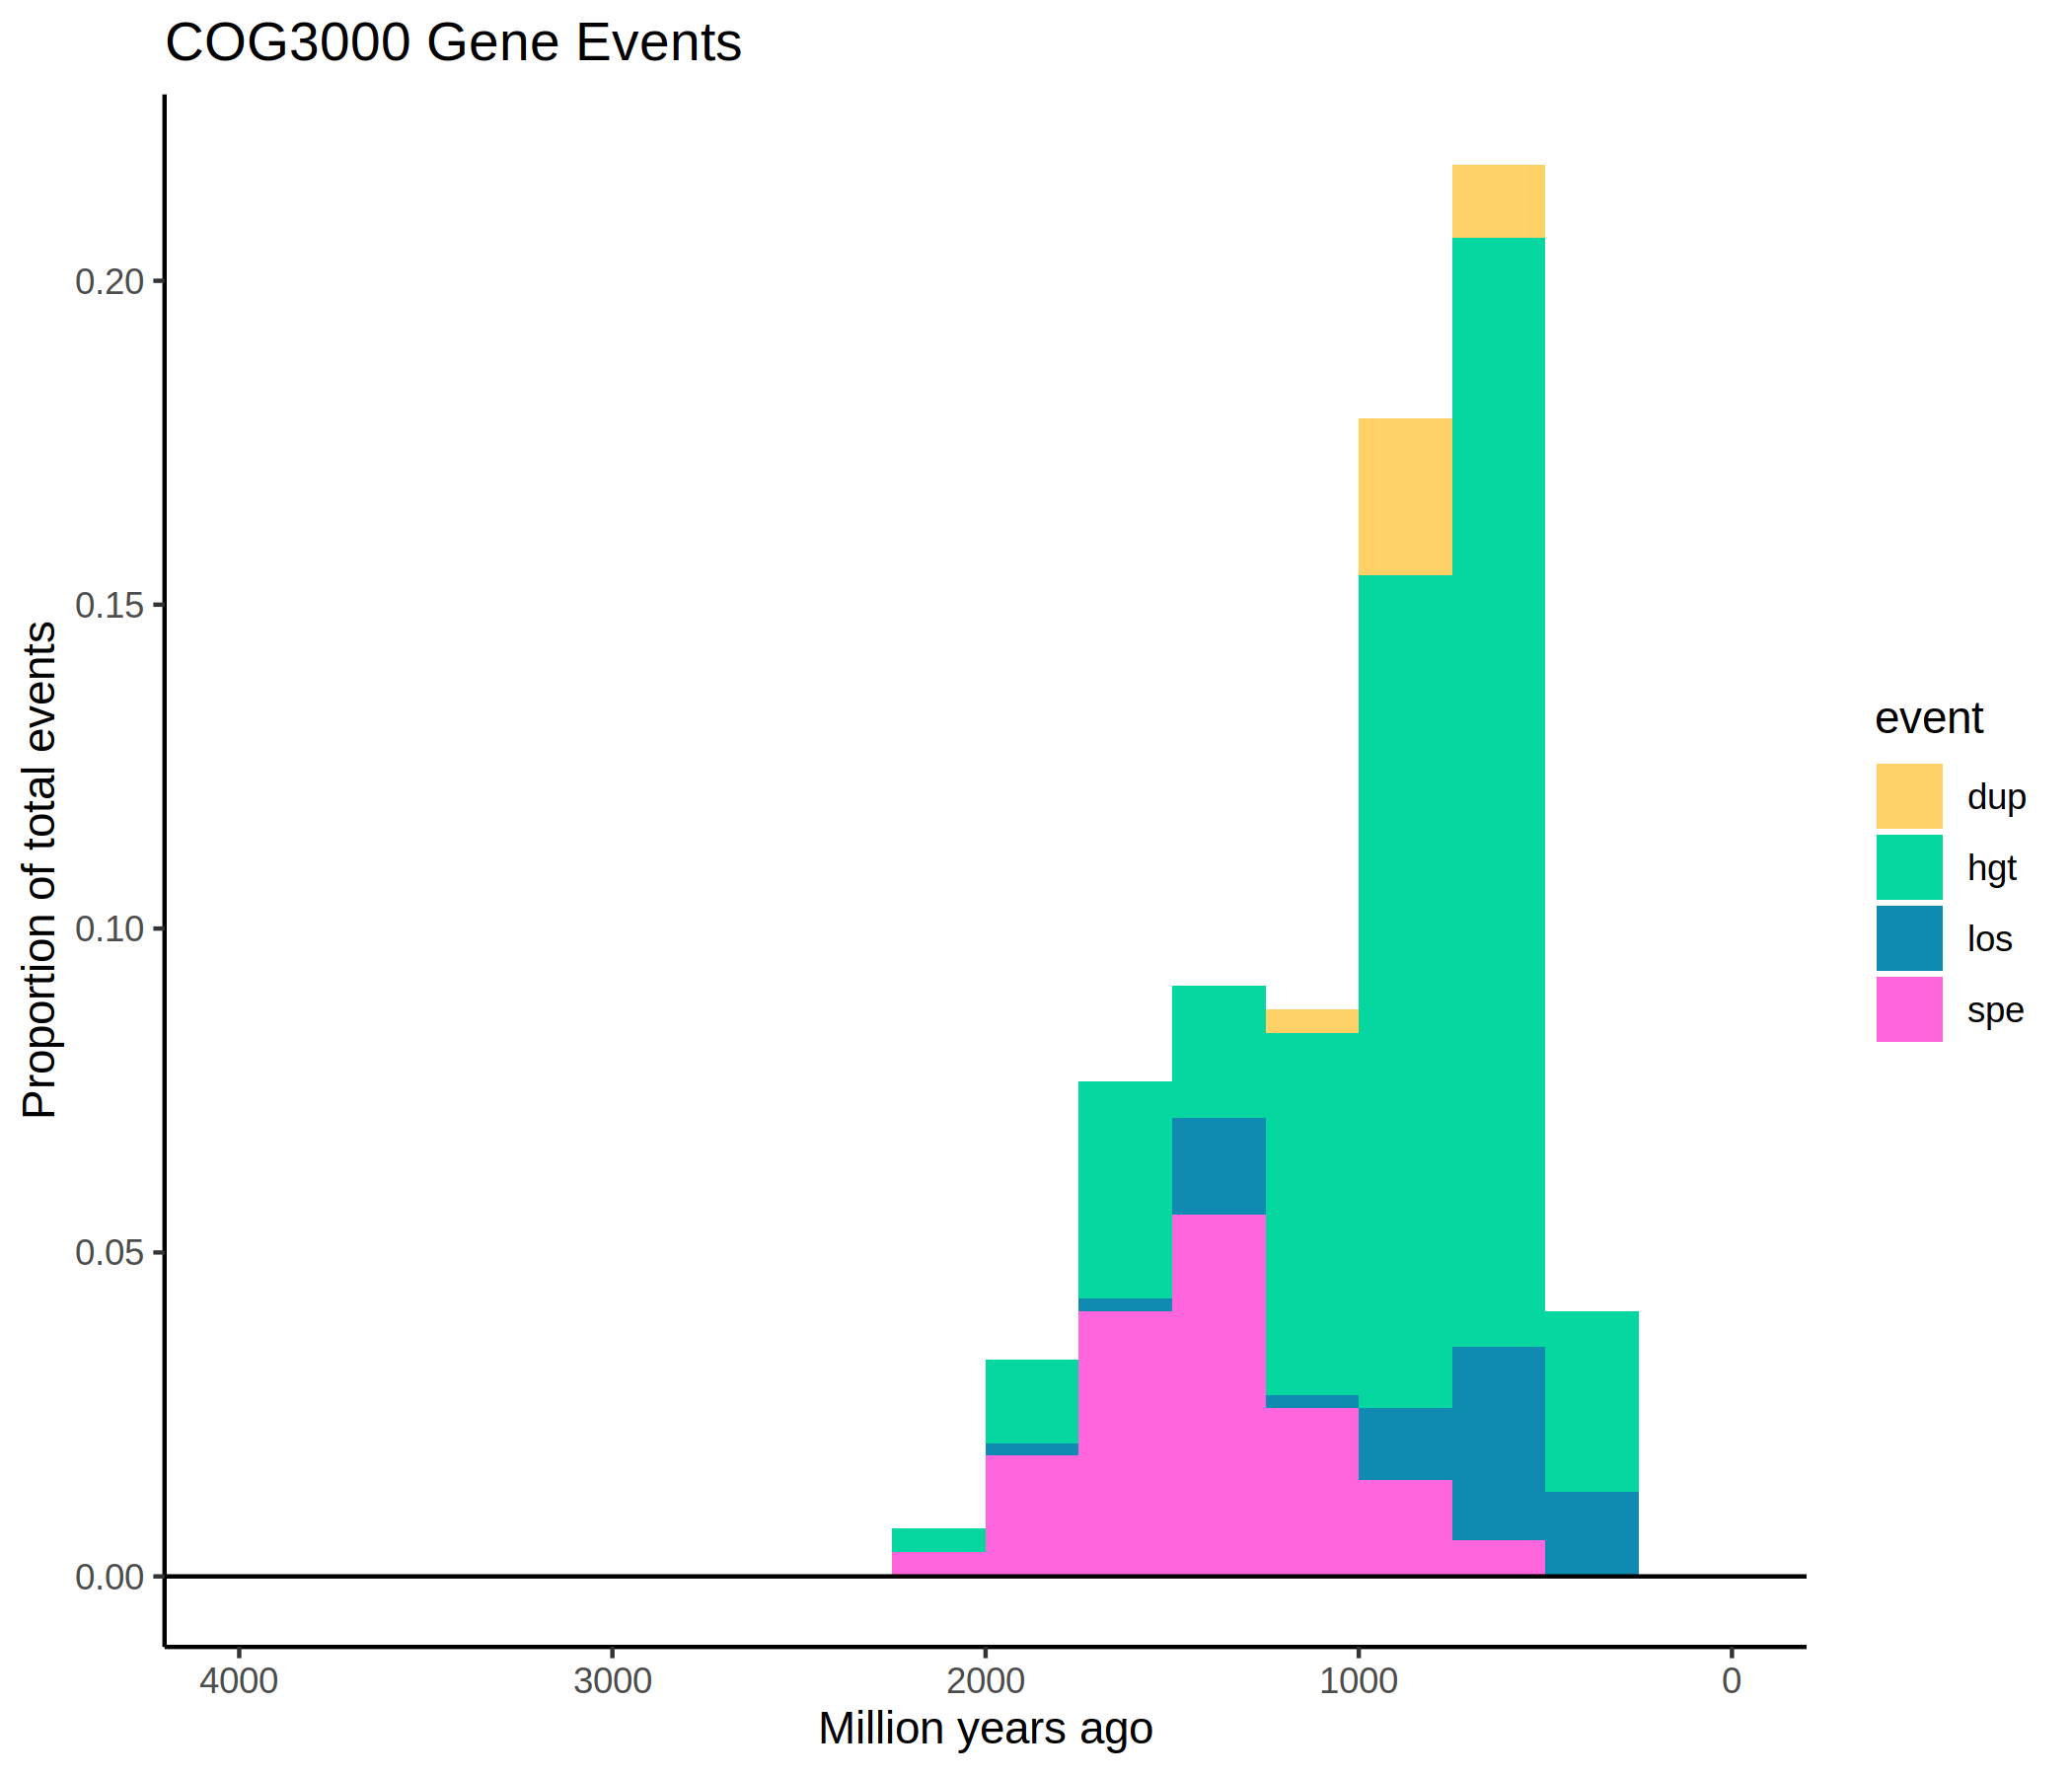 COG3000 Gene Events
Proportion of total events
0.20
0.15
0.10
0.05
0.00
4000 3000 2000 1000 0
Million years ago
event
dup
hgt
los
spe